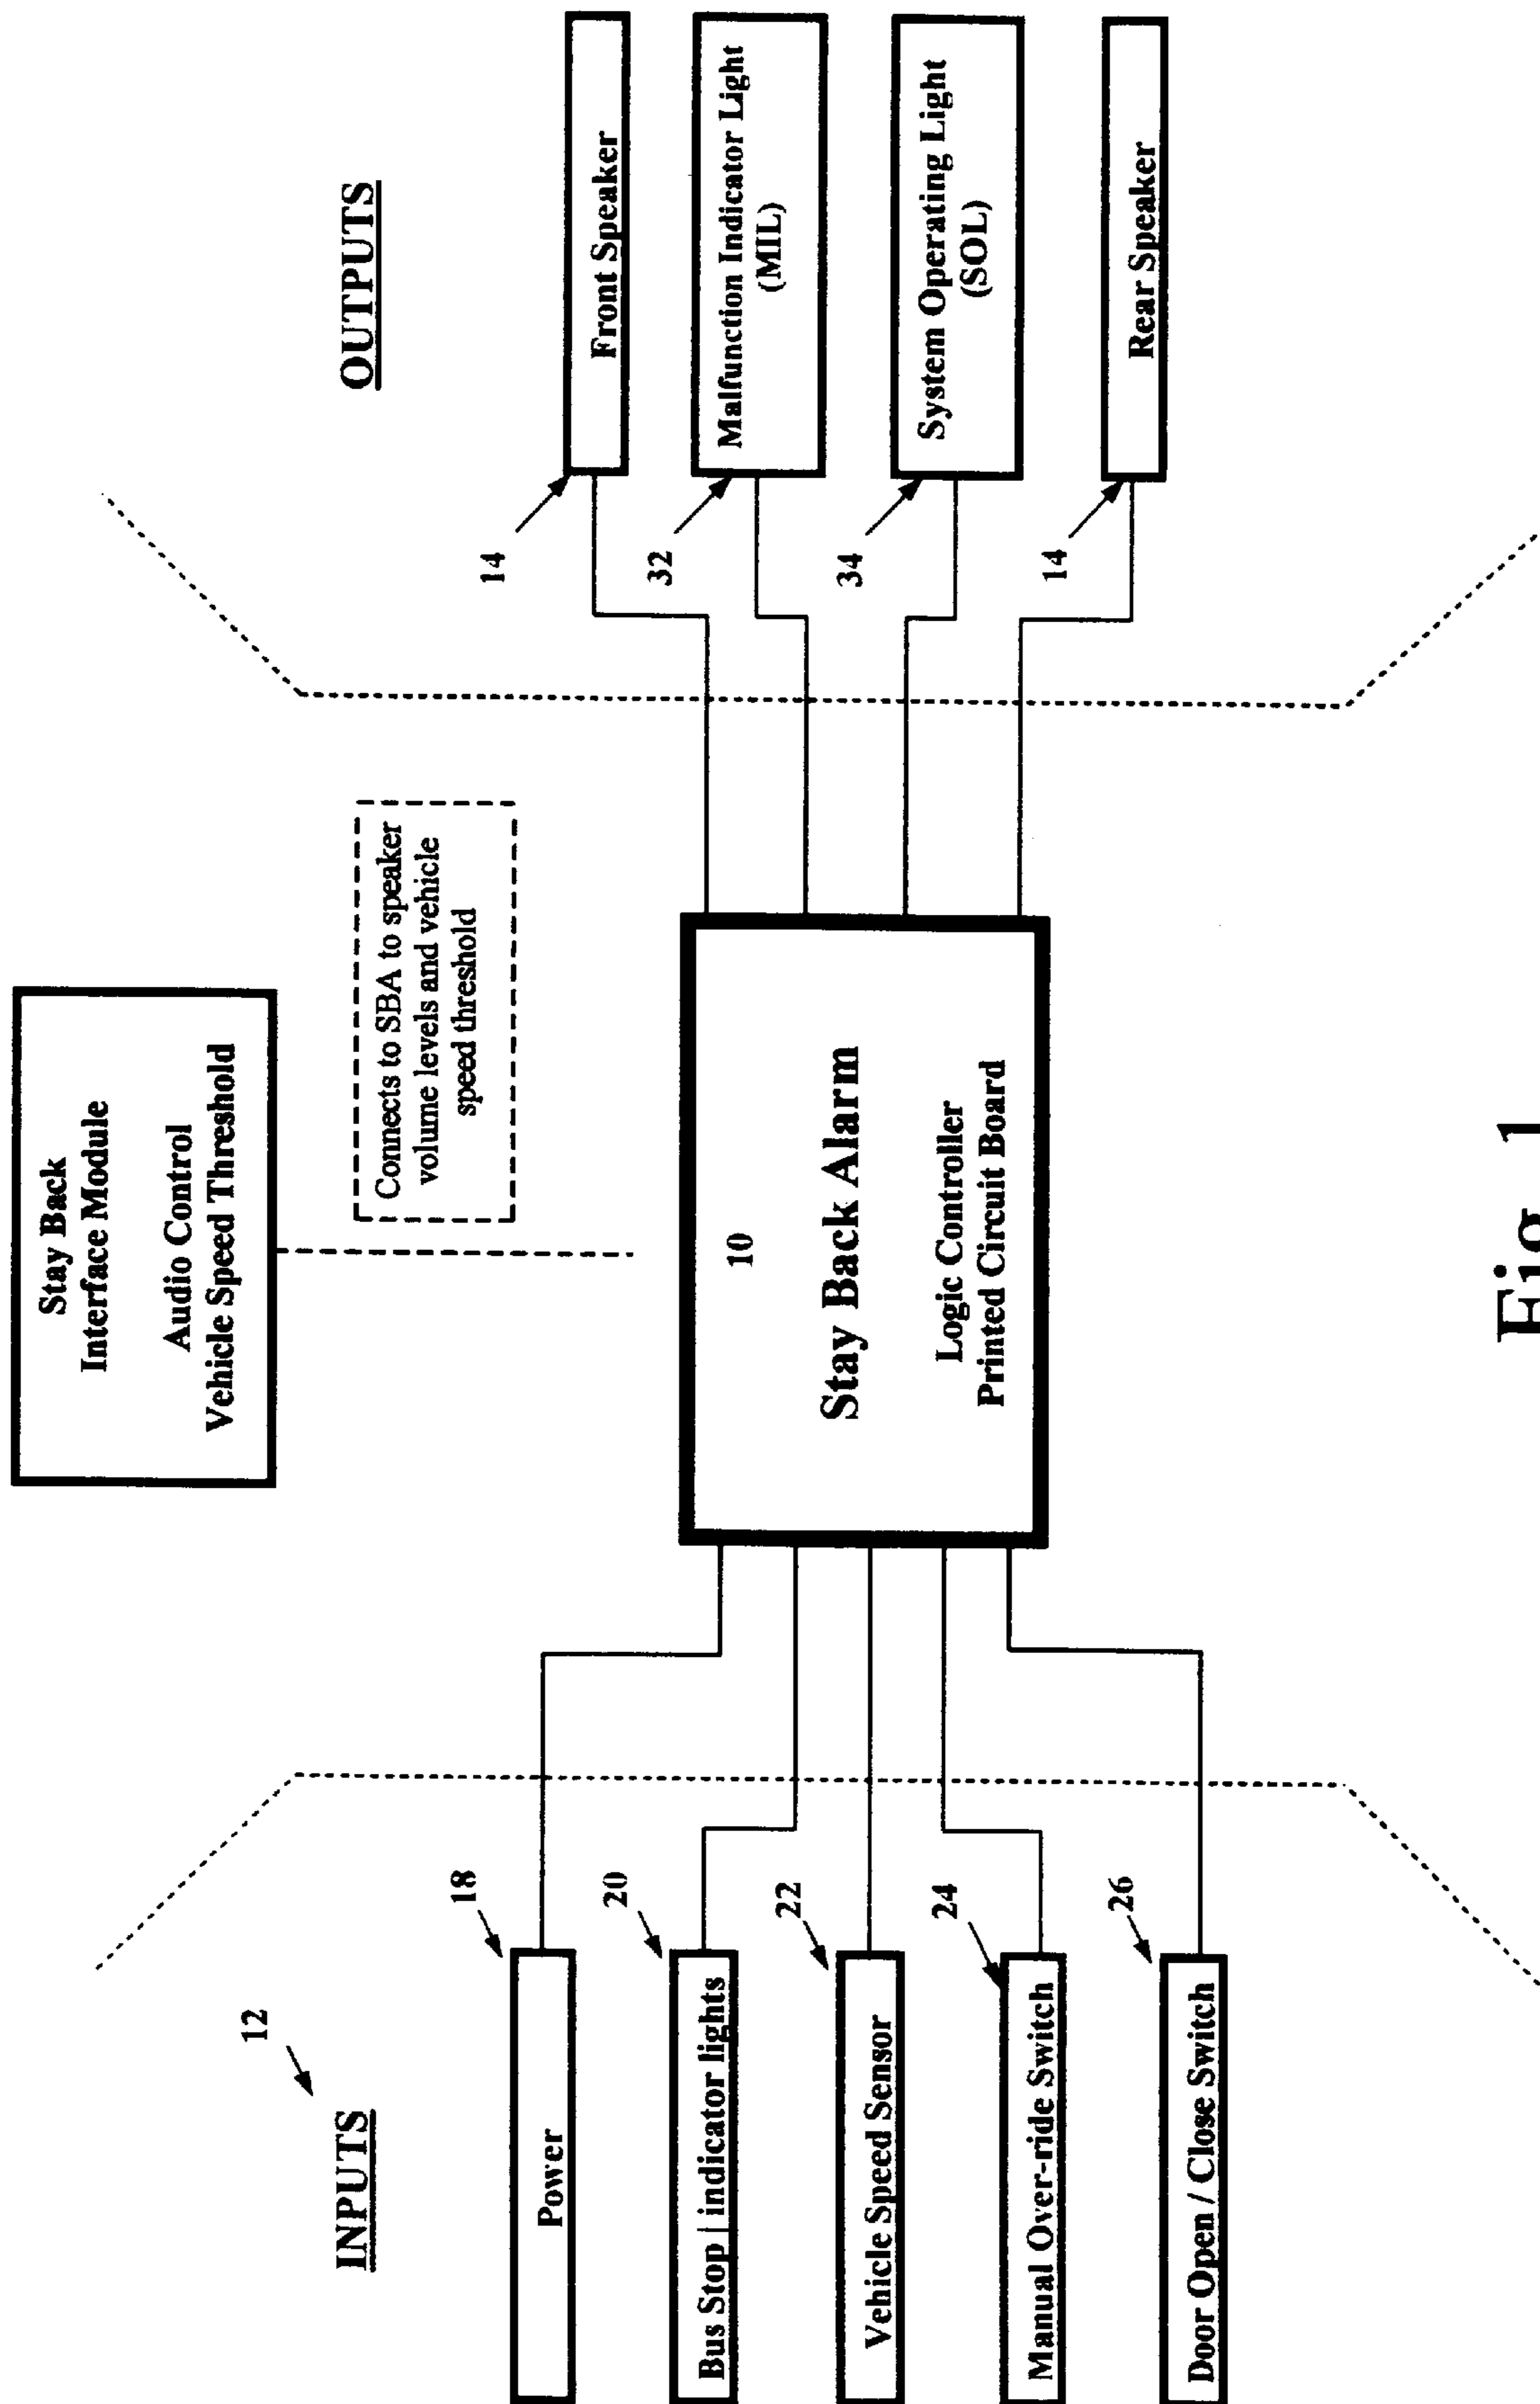 Stay Back
Interface Module
Audio Control
Vehicle Speed Threshold
Connects to SBA to speaker
volume levels and vehicle
speed threshold
INPUTS
12
18
Power
20
Bus Stop | indicator lights
22
Vehicle Speed Sensor
24
Manual Over-ride Switch
26
Door Open / Close Switch
10
Stay Back Alarm
Logic Controller
Printed Circuit Board
OUTPUTS
14
Front Speaker
32
Malfunction Indicator Light
(MIL)
34
System Operating Light
(SOL)
14
Rear Speaker
Fig. 1